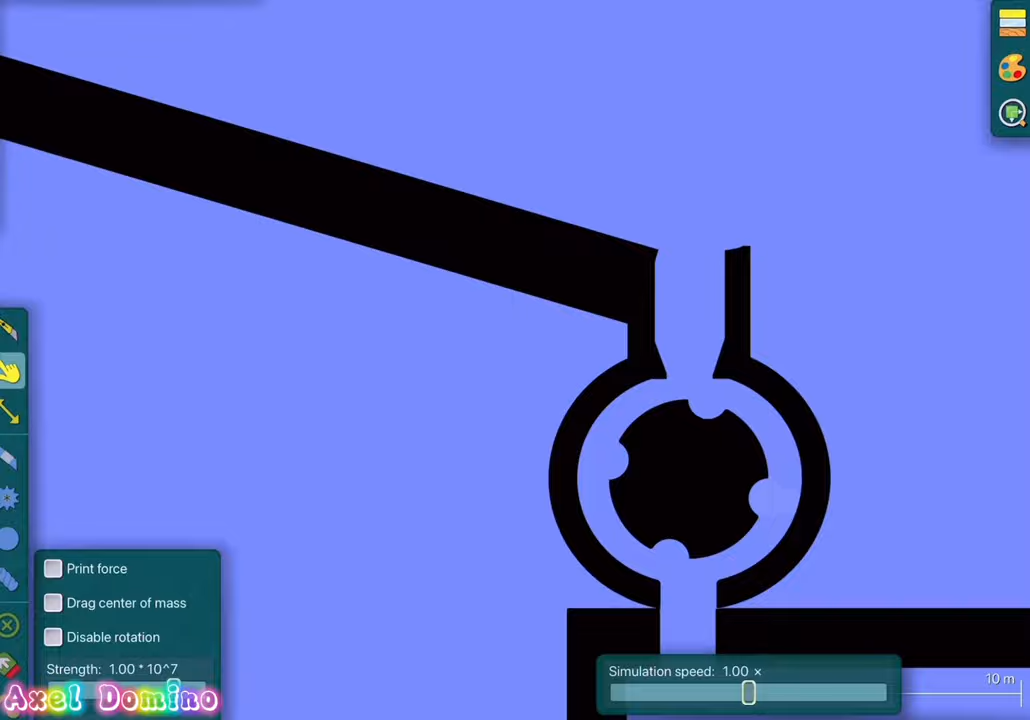 Print force
Drag center of mass
Disable rotation
Strength: 1.00 * 10^7
Axel Domino
Simulation speed: 1.00 ×
10 m